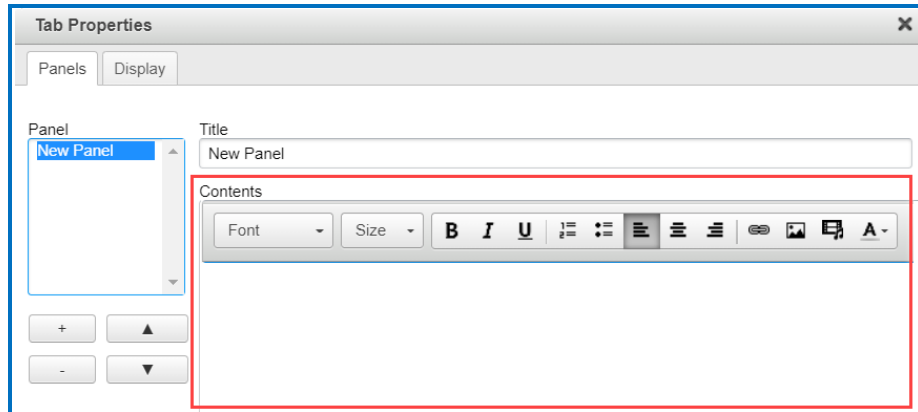 Tab Properties
Panels Display
Panel Title
New Panel New Panel
Contents
Font Size B I U A
+
-